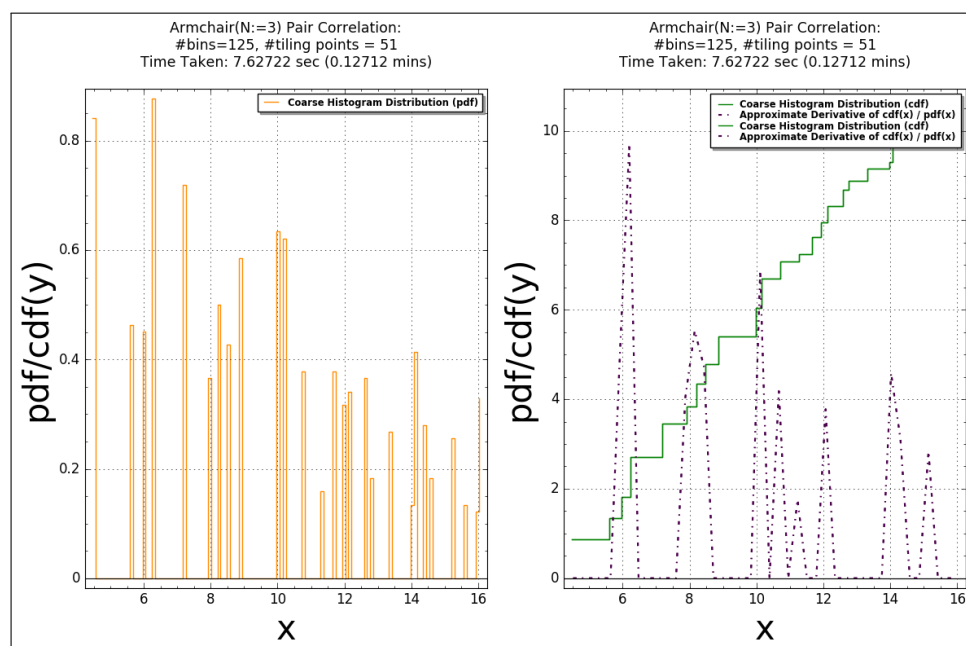 Armchair(N:=3) Pair Correlation:
#bins=125, #tiling points = 51
Time Taken: 7.62722 sec (0.12712 mins)
Coarse Histogram Distribution (pdf)
pdf/cdf(y)
0.8
0.6
0.4
0.2
0
6 8 10 12 14 16
x
Armchair(N:=3) Pair Correlation:
#bins=125, #tiling points = 51
Time Taken: 7.62722 sec (0.12712 mins)
Coarse Histogram Distribution (cdf)
Approximate Derivative of cdf(x) / pdf(x)
Coarse Histogram Distribution (cdf)
Approximate Derivative of cdf(x) / pdf(x)
pdf/cdf(y)
10
8
6
4
2
0
6 8 10 12 14 16
x